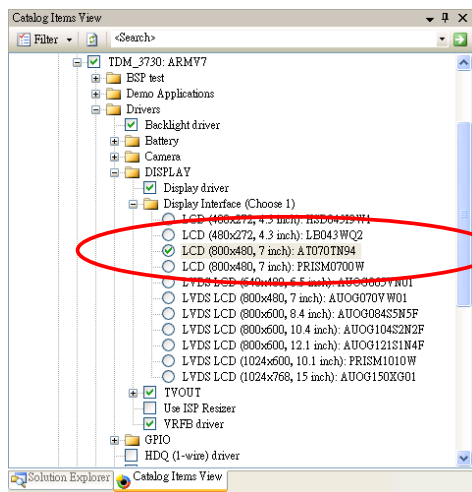 Catalog Items View
Filter
<Search>
TDM_3730: ARMV7
BSP test
Demo Applications
Drivers
Backlight driver
Battery
Camera
DISPLAY
Display driver
Display Interface (Choose 1)
LCD (480x272, 4.3 inch): HSD043I9W1
LCD (480x272, 4.3 inch): LB043WQ2
LCD (800x480, 7 inch): AT070TN94
LCD (800x480, 7 inch): PRISM0700W
LVDS LCD (640x480, 6.5 inch): AUOG065VN01
LVDS LCD (800x480, 7 inch): AUOG070VW01
LVDS LCD (800x600, 8.4 inch): AUOG084S5N5F
LVDS LCD (800x600, 10.4 inch): AUOG104S2N2F
LVDS LCD (800x600, 12.1 inch): AUOG121S1N4F
LVDS LCD (1024x600, 10.1 inch): PRISM1010W
LVDS LCD (1024x768, 15 inch): AUOG150XG01
TVOUT
Use ISP Resizer
VRFB driver
GPIO
HDQ (1-wire) driver
Solution Explorer
Catalog Items View